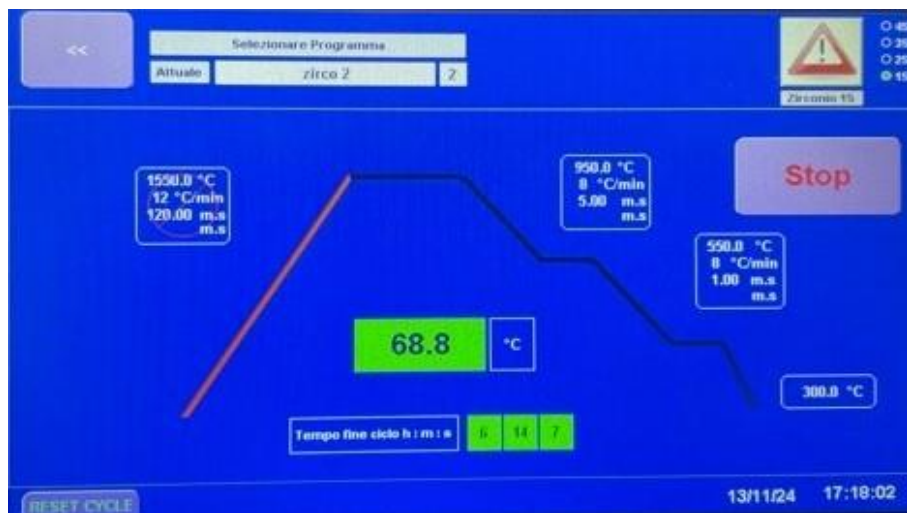 <<
Selezionare Programma
Attuale zirco 2 2
Zirconio 15
1550.0 °C
12 °C/min
120.00 m.s
m.s
950.0 °C
8 °C/min
5.00 m.s
m.s
Stop
550.0 °C
8 °C/min
1.00 m.s
m.s
68.8 °C
300.0 °C
Tempo fine ciclo h : m : s 6 14 7
RESET CYCLE
13/11/24 17:18:02